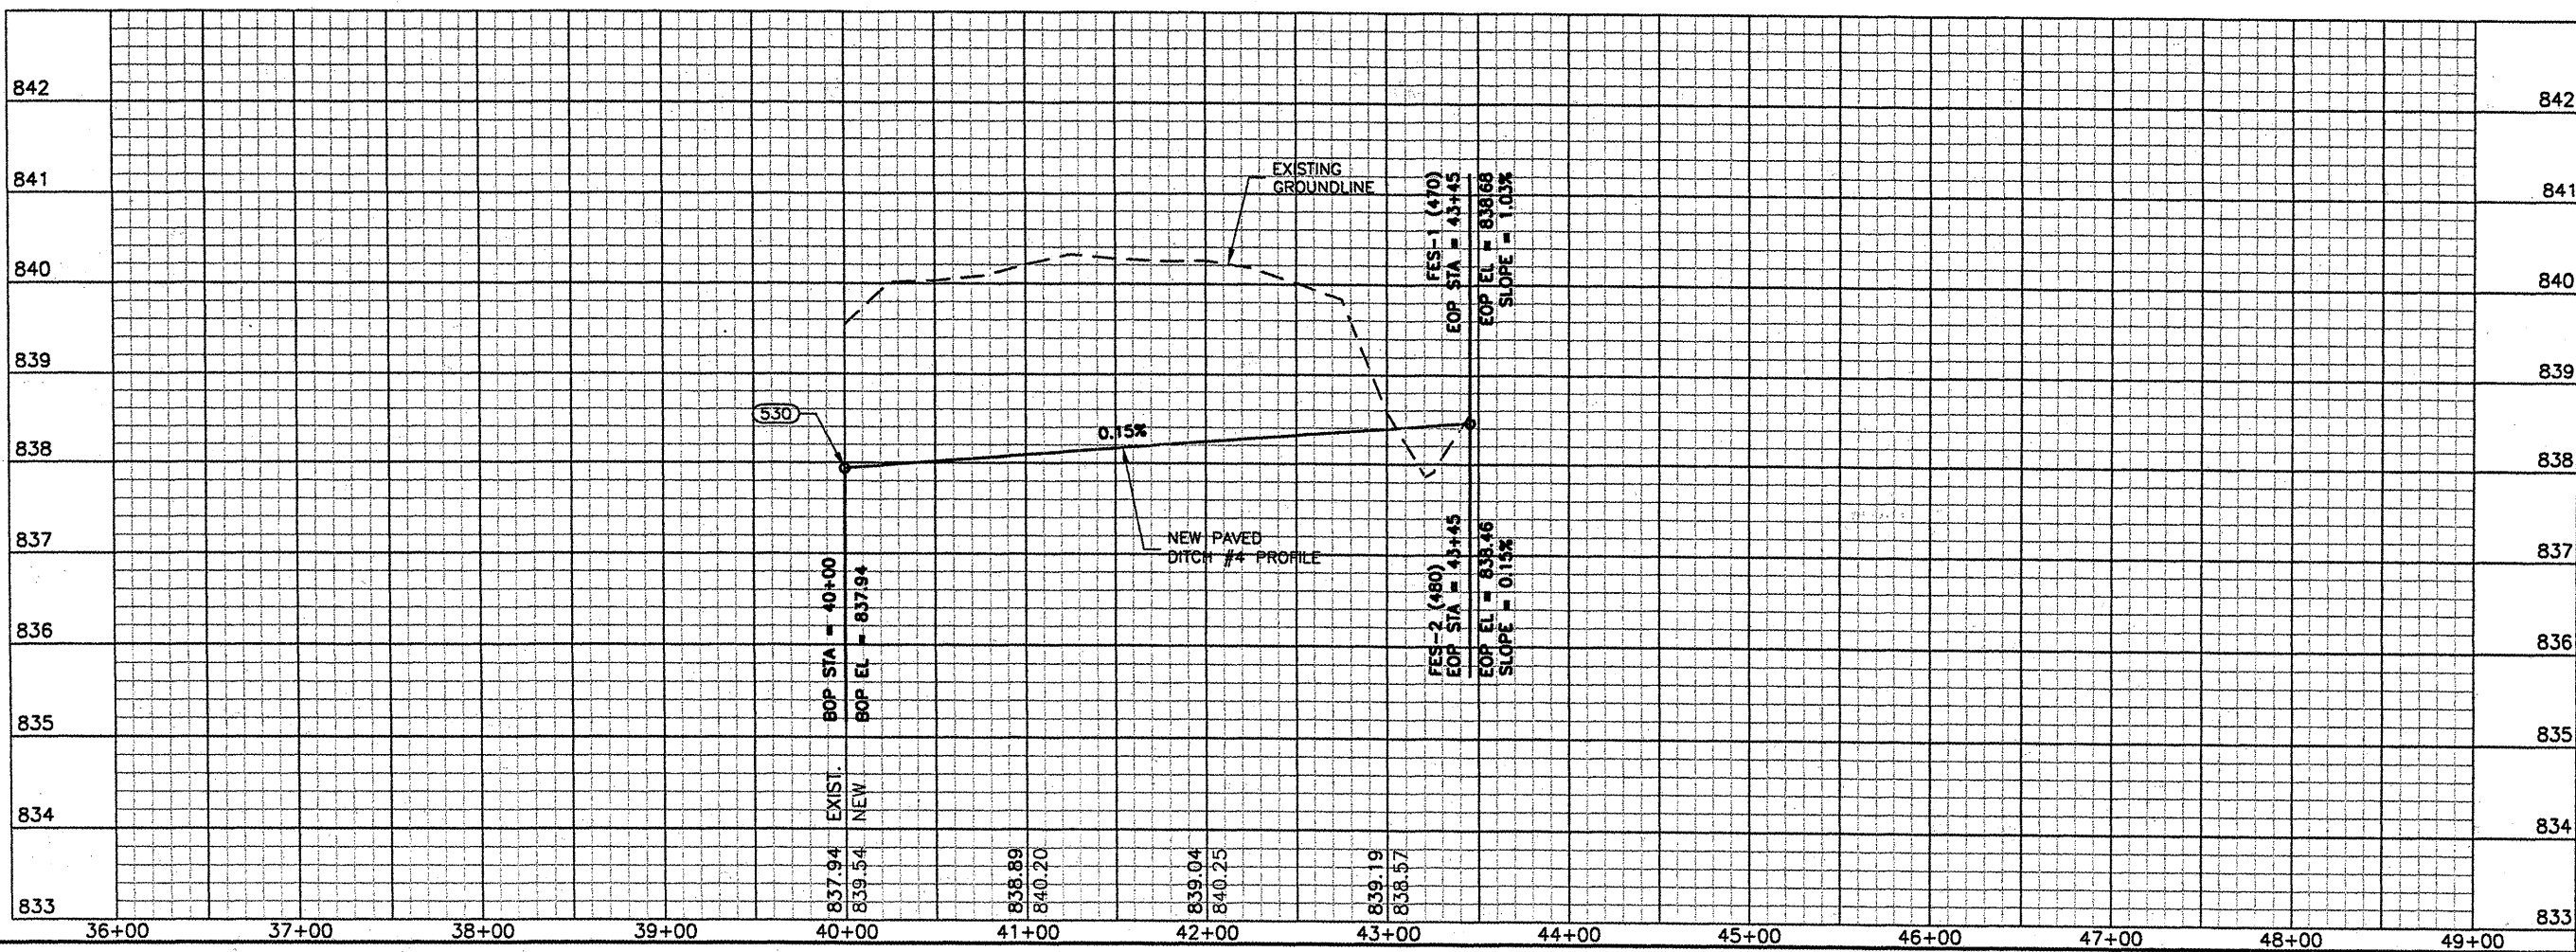 842
841
840
839
838
837
836
835
834
833
842
841
840
839
838
837
836
835
834
833
EXISTING
GROUNDLINE
530
0.15%
NEW PAVED
DITCH #4 PROFILE
BOP STA = 40+00
BOP EL = 837.94
FES-1 (470)
EOP STA = 43+45
EOP EL = 838.68
SLOPE = 1.03%
FES-2 (480)
EOP STA = 43+45
EOP EL = 838.46
SLOPE = 0.15%
837.94 EXIST.
839.54 NEW
838.89
840.20
839.04
840.25
839.19
838.57
36+00 37+00 38+00 39+00 40+00 41+00 42+00 43+00 44+00 45+00 46+00 47+00 48+00 49+00